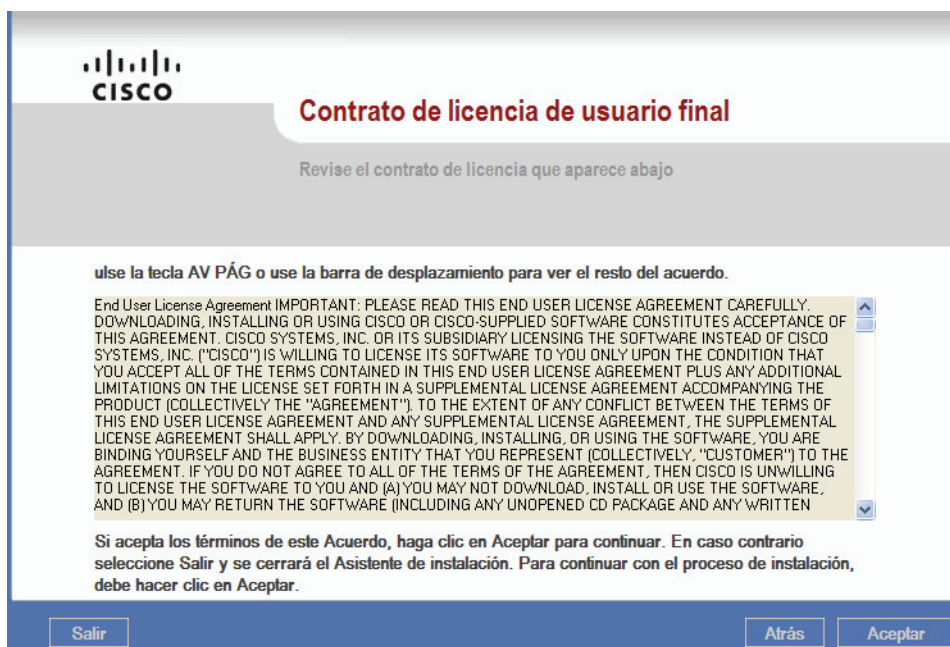 CISCO
Contrato de licencia de usuario final
Revise el contrato de licencia que aparece abajo
ulse la tecla AV PÁG o use la barra de desplazamiento para ver el resto del acuerdo.
End User License Agreement IMPORTANT: PLEASE READ THIS END USER LICENSE AGREEMENT CAREFULLY.
DOWNLOADING, INSTALLING OR USING CISCO OR CISCO-SUPPLIED SOFTWARE CONSTITUTES ACCEPTANCE OF
THIS AGREEMENT. CISCO SYSTEMS, INC. OR ITS SUBSIDIARY LICENSING THE SOFTWARE INSTEAD OF CISCO
SYSTEMS, INC. ("CISCO") IS WILLING TO LICENSE ITS SOFTWARE TO YOU ONLY UPON THE CONDITION THAT
YOU ACCEPT ALL OF THE TERMS CONTAINED IN THIS END USER LICENSE AGREEMENT PLUS ANY ADDITIONAL
LIMITATIONS ON THE LICENSE SET FORTH IN A SUPPLEMENTAL LICENSE AGREEMENT ACCOMPANYING THE
PRODUCT (COLLECTIVELY THE "AGREEMENT"). TO THE EXTENT OF ANY CONFLICT BETWEEN THE TERMS OF
THIS END USER LICENSE AGREEMENT AND ANY SUPPLEMENTAL LICENSE AGREEMENT, THE SUPPLEMENTAL
LICENSE AGREEMENT SHALL APPLY. BY DOWNLOADING, INSTALLING, OR USING THE SOFTWARE, YOU ARE
BINDING YOURSELF AND THE BUSINESS ENTITY THAT YOU REPRESENT (COLLECTIVELY, "CUSTOMER") TO THE
AGREEMENT. IF YOU DO NOT AGREE TO ALL OF THE TERMS OF THE AGREEMENT, THEN CISCO IS UNWILLING
TO LICENSE THE SOFTWARE TO YOU AND (A) YOU MAY NOT DOWNLOAD, INSTALL OR USE THE SOFTWARE,
AND (B) YOU MAY RETURN THE SOFTWARE (INCLUDING ANY UNOPENED CD PACKAGE AND ANY WRITTEN
Si acepta los términos de este Acuerdo, haga clic en Aceptar para continuar. En caso contrario
seleccione Salir y se cerrará el Asistente de instalación. Para continuar con el proceso de instalación,
debe hacer clic en Aceptar.
Salir
Atrás
Aceptar